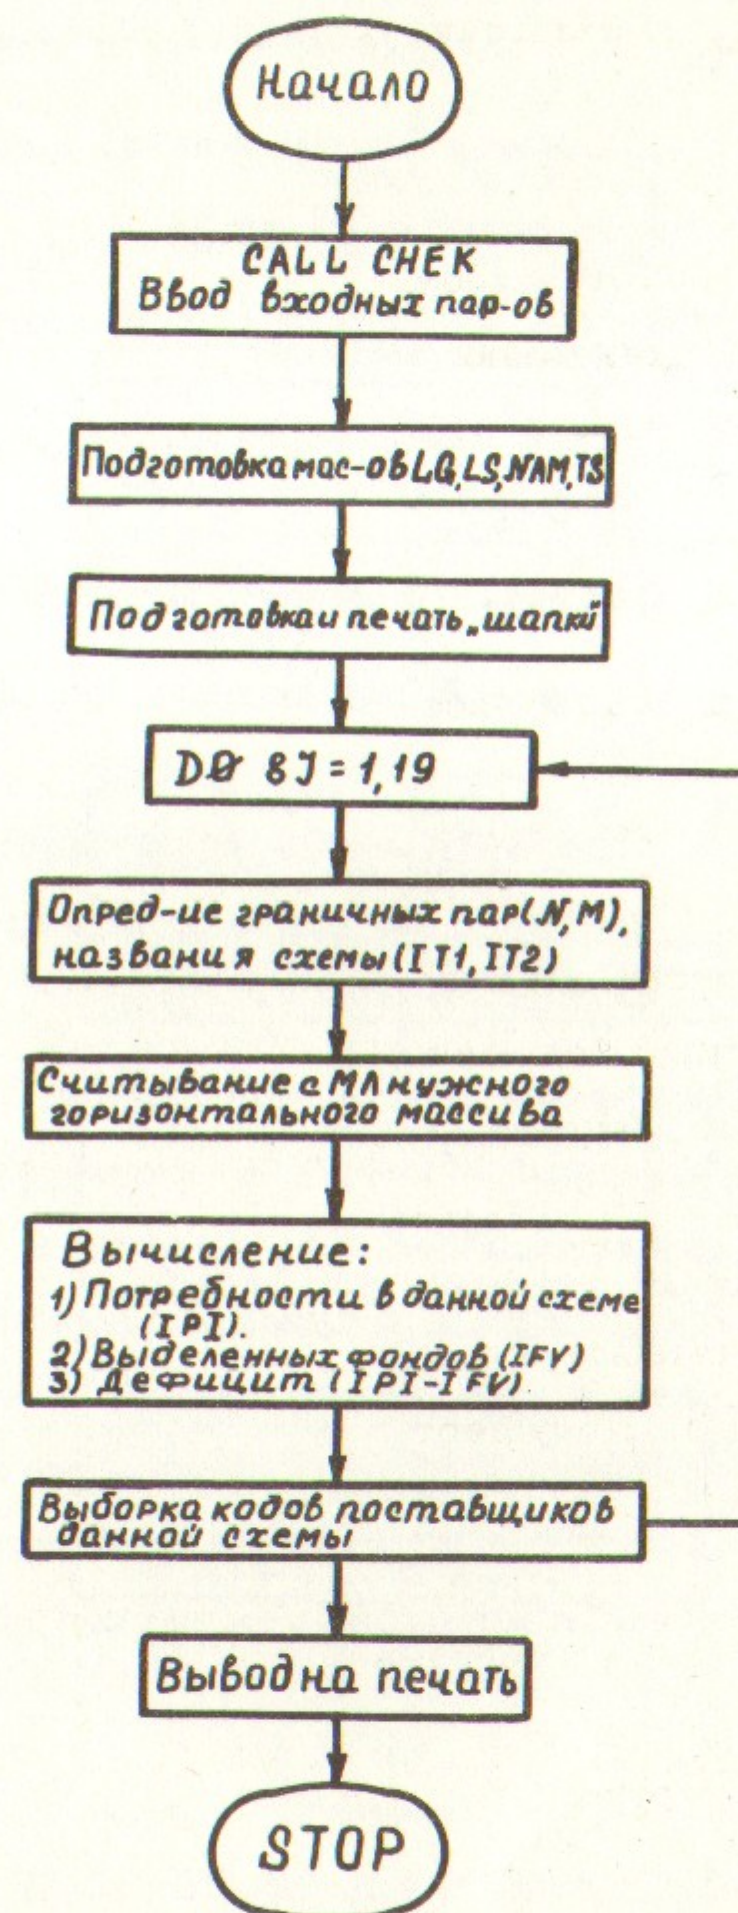 Начало
CALL CHEK
Ввод входных пар-ов
Подготовка мас-ов LG,LS,NAM,TS
Подготовка и печать „шапки"
DO 8J = 1,19
Опред-ие граничных пар(N,M),
названия схемы (IT1, IT2)
Считывание с МЛ нужного
горизонтального массива
Вычисление:
1) Потребности в данной схеме
(IPI).
2) Выделенных фондов (IFV)
3) Дефицит (IPI-IFV)
Выборка кодов поставщиков
данной схемы
Вывод на печать
STOP